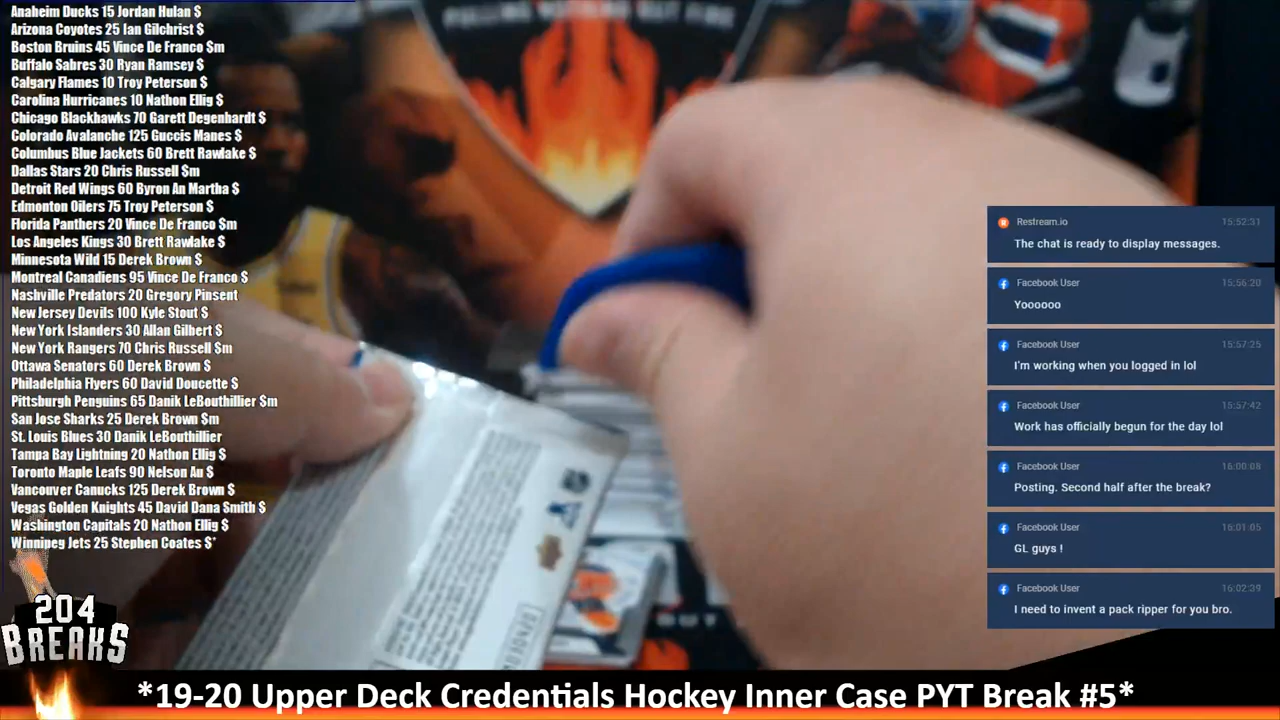 Anaheim Ducks 15 Jordan Hulan $
Arizona Coyotes 25 Ian Gilchrist $
Boston Bruins 45 Vince De Franco $m
Buffalo Sabres 30 Ryan Ramsey $
Calgary Flames 10 Troy Peterson $
Carolina Hurricanes 10 Nathon Ellig $
Chicago Blackhawks 70 Garett Degenhardt $
Colorado Avalanche 125 Guccis Manes $
Columbus Blue Jackets 60 Brett Rawlake $
Dallas Stars 20 Chris Russell $m
Detroit Red Wings 60 Byron An Martha $
Edmonton Oilers 75 Troy Peterson $
Florida Panthers 20 Vince De Franco $m
Los Angeles Kings 30 Brett Rawlake $
Minnesota Wild 15 Derek Brown $
Montreal Canadiens 95 Vince De Franco $
Nashville Predators 20 Gregory Pinsent
New Jersey Devils 100 Kyle Stout $
New York Islanders 30 Allan Gilbert $
New York Rangers 70 Chris Russell $m
Ottawa Senators 60 Derek Brown $
Philadelphia Flyers 60 David Doucette $
Pittsburgh Penguins 65 Danik LeBouthillier $m
San Jose Sharks 25 Derek Brown $m
St. Louis Blues 30 Danik LeBouthillier
Tampa Bay Lightning 20 Nathon Ellig $
Toronto Maple Leafs 90 Nelson Au $
Vancouver Canucks 125 Derek Brown $
Vegas Golden Knights 45 David Dana Smith $
Washington Capitals 20 Nathon Ellig $
Winnipeg Jets 25 Stephen Coates $*
204
BREAKS
Restream.io 15:52:31
The chat is ready to display messages.
Facebook User 15:56:20
Yoooooo
Facebook User 15:57:25
I'm working when you logged in lol
Facebook User 15:57:42
Work has officially begun for the day lol
Facebook User 16:00:08
Posting. Second half after the break?
Facebook User 16:01:05
GL guys !
Facebook User 16:02:39
I need to invent a pack ripper for you bro.
*19-20 Upper Deck Credentials Hockey Inner Case PYT Break #5*